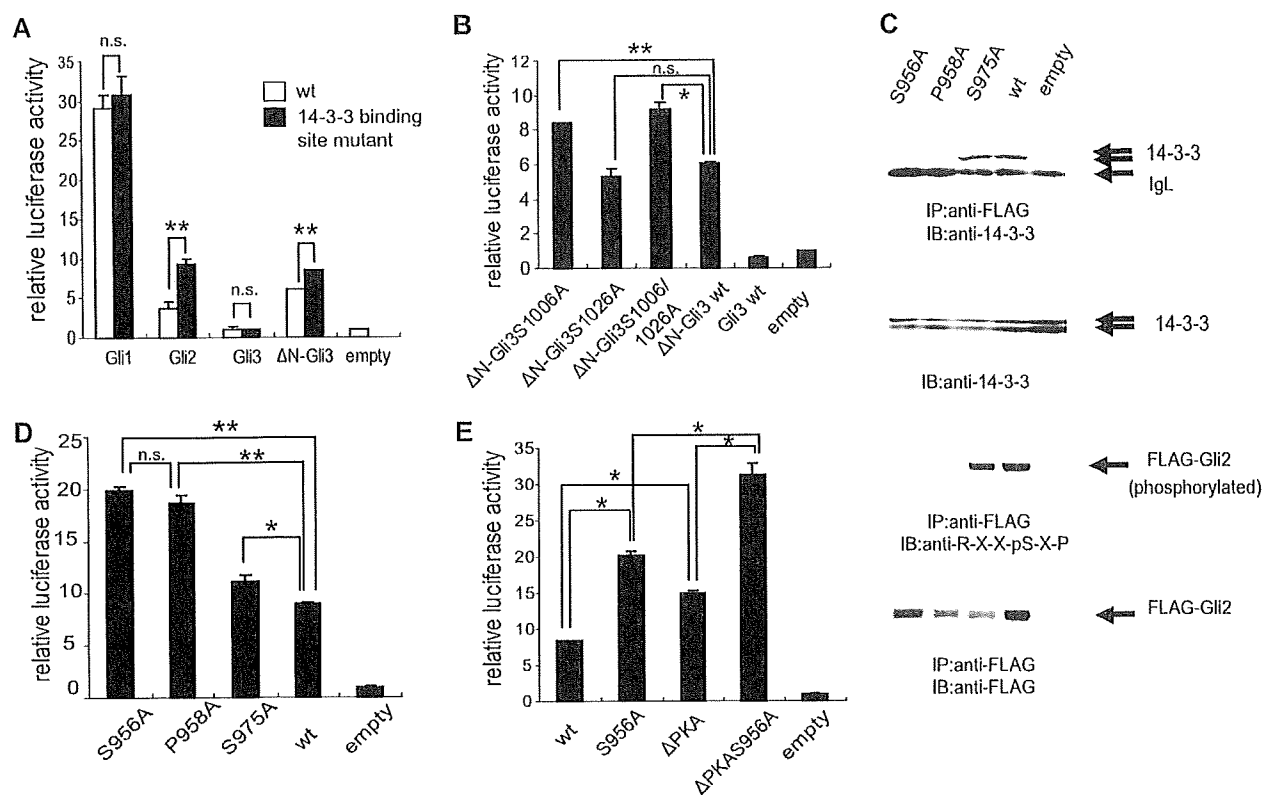 A
n.s.
relative luciferase activity
35
30
25
20
15
10
5
0
wt
14-3-3 binding
site mutant
**
n.s.
**
Gli1
Gli2
Gli3
ΔN-Gli3
empty
B
**
n.s.
*
relative luciferase activity
12
10
8
6
4
2
0
ΔN-Gli3S1006A
ΔN-Gli3S1026A
ΔN-Gli3S1006/
1026A
ΔN-Gli3 wt
Gli3 wt
empty
C
S956A
P958A
S975A
wt
empty
14-3-3
IgL
IP:anti-FLAG
IB:anti-14-3-3
14-3-3
IB:anti-14-3-3
FLAG-Gli2
(phosphorylated)
IP:anti-FLAG
IB:anti-R-X-X-pS-X-P
FLAG-Gli2
IP:anti-FLAG
IB:anti-FLAG
D
**
n.s.
**
*
relative luciferase activity
25
20
15
10
5
0
S956A
P958A
S975A
wt
empty
E
*
*
*
*
relative luciferase activity
35
30
25
20
15
10
5
0
wt
S956A
ΔPKA
ΔPKAS956A
empty